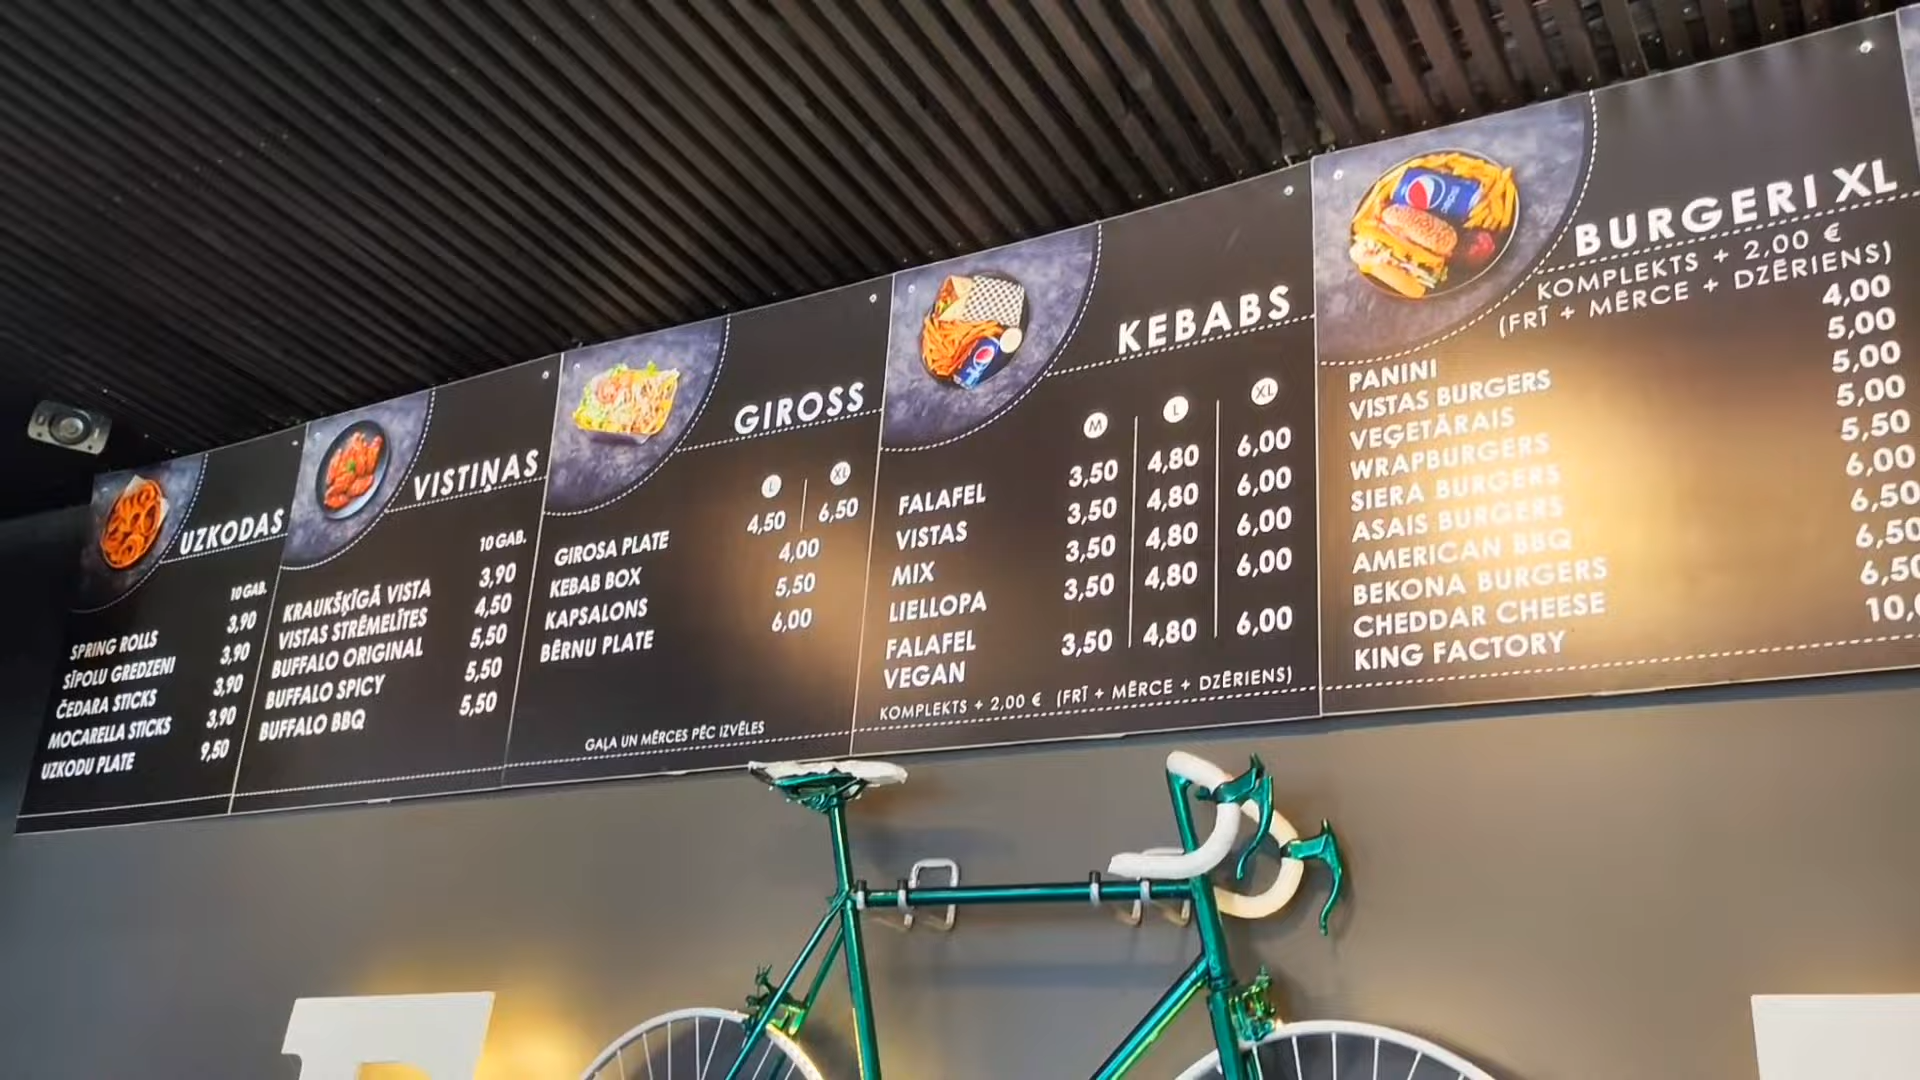 UZKODAS
10 GAB.
SPRING ROLLS 3,90
SĪPOLU GREDZENI 3,90
ČEDARA STICKS 3,90
MOCARELLA STICKS 3,90
UZKODU PLATE 9,50
VISTIŅAS
10 GAB.
KRAUKŠĶĪGĀ VISTA 3,90
VISTAS STRĒMELĪTES 4,50
BUFFALO ORIGINAL 5,50
BUFFALO SPICY 5,50
BUFFALO BBQ 5,50
GIROSS
L XL
GIROSA PLATE 4,50 6,50
KEBAB BOX 4,00
KAPSALONS 5,50
BĒRNU PLATE 6,00
GAĻA UN MĒRCES PĒC IZVĒLES
KEBABS
M L XL
FALAFEL 3,50 4,80 6,00
VISTAS 3,50 4,80 6,00
MIX 3,50 4,80 6,00
LIELLOPA 3,50 4,80 6,00
FALAFEL
VEGAN 3,50 4,80 6,00
KOMPLEKTS + 2,00 € (FRĪ + MĒRCE + DZĒRIENS)
BURGERI XL
KOMPLEKTS + 2,00 €
(FRĪ + MĒRCE + DZĒRIENS)
PANINI 4,00
VISTAS BURGERS 5,00
VEĢETĀRAIS 5,00
WRAPBURGERS 5,00
SIERA BURGERS 5,50
ASAIS BURGERS 6,00
AMERICAN BBQ 6,50
BEKONA BURGERS 6,50
CHEDDAR CHEESE 6,50
KING FACTORY